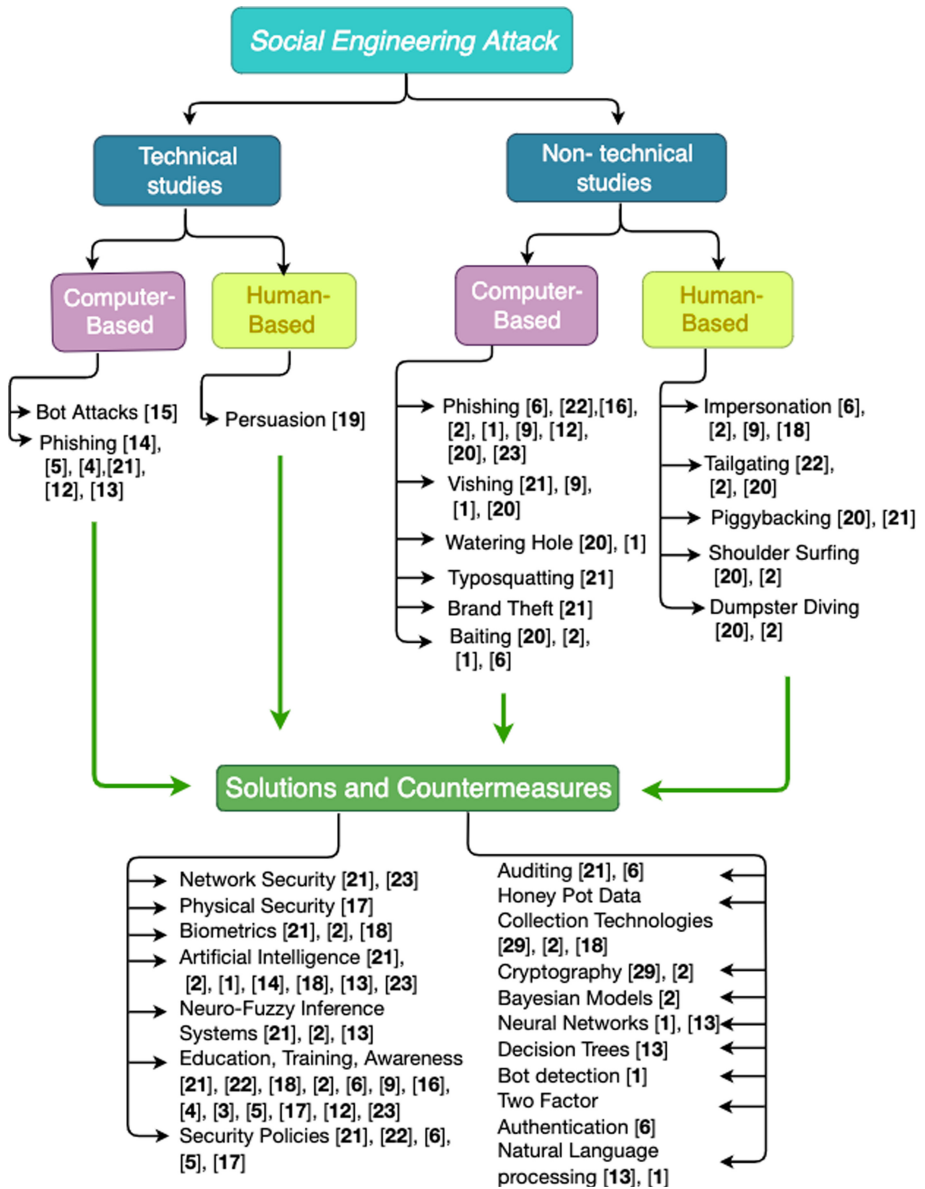 Social Engineering Attack
Technical
studies
Non- technical
studies
Computer-
Based
Human-
Based
Computer-
Based
Human-
Based
Bot Attacks [15]
Phishing [14],
[5], [4],[21],
[12], [13]
Persuasion [19]
Phishing [6], [22],[16],
[2], [1], [9], [12],
[20], [23]
Vishing [21], [9],
[1], [20]
Watering Hole [20], [1]
Typosquatting [21]
Brand Theft [21]
Baiting [20], [2],
[1], [6]
Impersonation [6],
[2], [9], [18]
Tailgating [22],
[2], [20]
Piggybacking [20], [21]
Shoulder Surfing
[20], [2]
Dumpster Diving
[20], [2]
Solutions and Countermeasures
Network Security [21], [23]
Physical Security [17]
Biometrics [21], [2], [18]
Artificial Intelligence [21],
[2], [1], [14], [18], [13], [23]
Neuro-Fuzzy Inference
Systems [21], [2], [13]
Education, Training, Awareness
[21], [22], [18], [2], [6], [9], [16],
[4], [3], [5], [17], [12], [23]
Security Policies [21], [22], [6],
[5], [17]
Auditing [21], [6]
Honey Pot Data
Collection Technologies
[29], [2], [18]
Cryptography [29], [2]
Bayesian Models [2]
Neural Networks [1], [13]
Decision Trees [13]
Bot detection [1]
Two Factor
Authentication [6]
Natural Language
processing [13], [1]